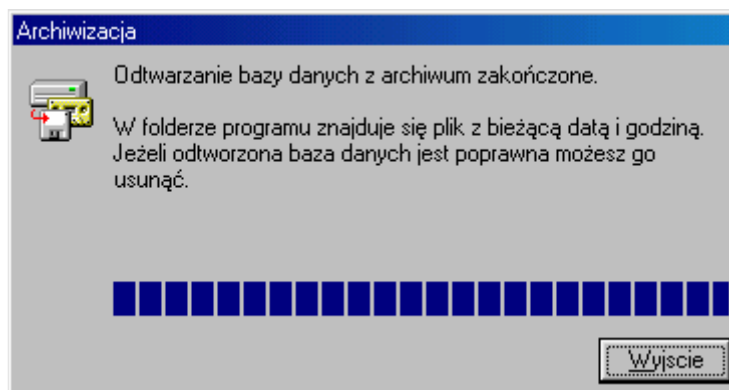 Archiwizacja
Odtwarzanie bazy danych z archiwum zakończone.
W folderze programu znajduje się plik z bieżącą datą i godziną.
Jeżeli odtworzona baza danych jest poprawna możesz go
usunąć.
Wyjscie